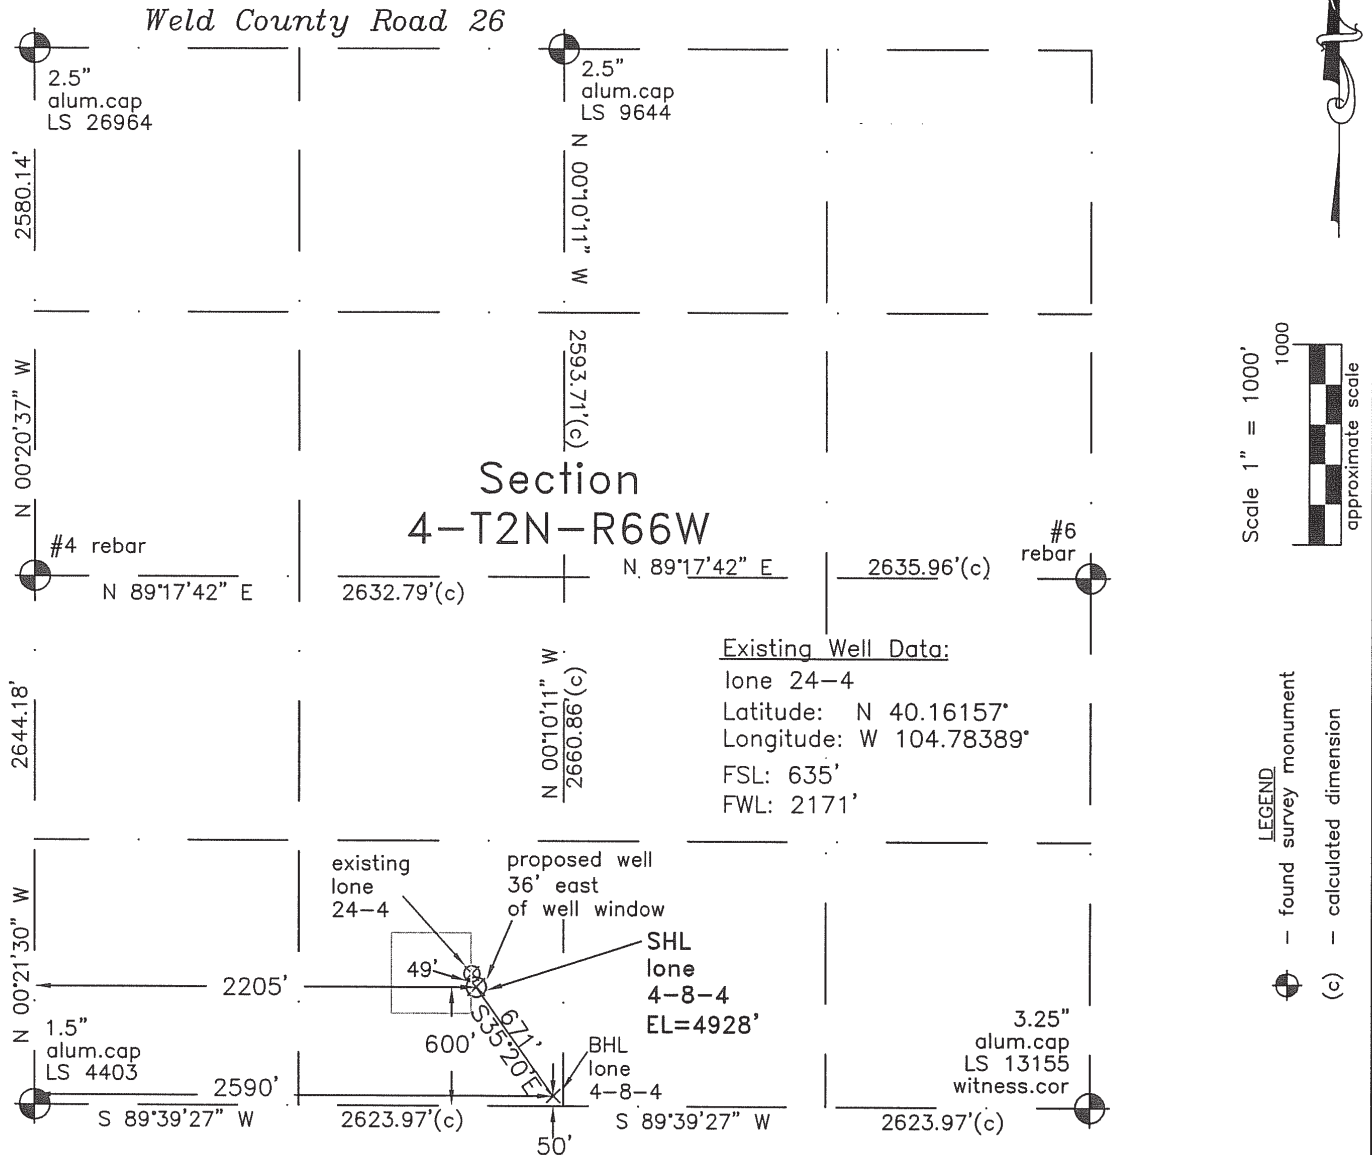 Weld County Road 26
2.5"
alum.cap
LS 26964
2.5"
alum.cap
LS 9644
2580.14'
N 00°10'11" W
N 00°20'37" W
2593.71'(c)
Section
4-T2N-R66W
#4 rebar
#6
rebar
N 89°17'42" E
2632.79'(c)
N 89°17'42" E
2635.96'(c)
2644.18'
N 00°10'11" W
2660.86'(c)
Existing Well Data:
Ione 24-4
Latitude: N 40.16157°
Longitude: W 104.78389°
FSL: 635'
FWL: 2171'
N 00°21'30" W
existing
Ione
24-4
proposed well
36' east
of well window
SHL
Ione
4-8-4
EL=4928'
49'
2205'
600'
671'
S35°20'E
BHL
Ione
4-8-4
1.5"
alum.cap
LS 4403
3.25"
alum.cap
LS 13155
witness.cor
2590'
S 89°39'27" W
2623.97'(c)
50'
S 89°39'27" W
2623.97'(c)
Scale 1" = 1000'
1000
approximate scale
LEGEND
- found survey monument
(c) - calculated dimension